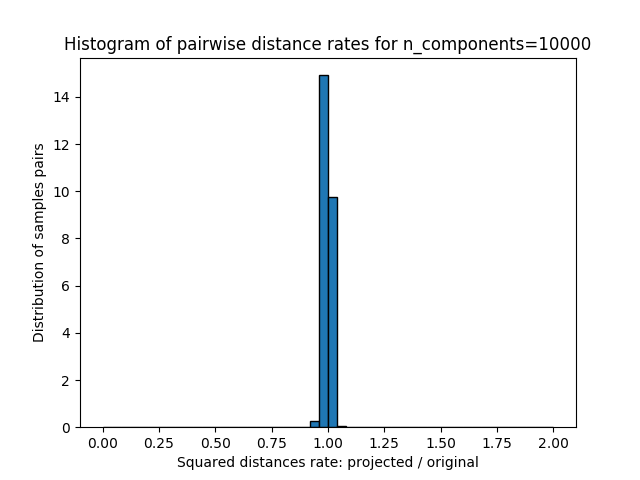 Histogram of pairwise distance rates for n_components=10000
Distribution of samples pairs
14
12
10
8
6
4
2
0
0.00 0.25 0.50 0.75 1.00 1.25 1.50 1.75 2.00
Squared distances rate: projected / original